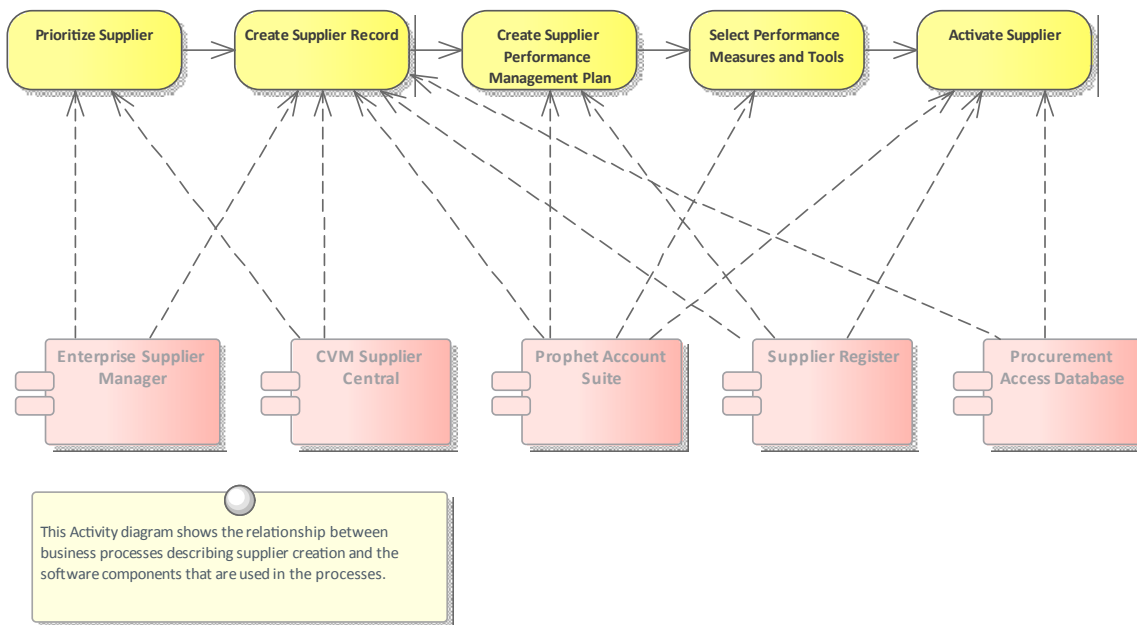 Prioritize Supplier
Create Supplier Record
Create Supplier
Performance
Management Plan
Select Performance
Measures and Tools
Activate Supplier
Enterprise Supplier
Manager
CVM Supplier
Central
Prophet Account
Suite
Supplier Register
Procurement
Access Database
This Activity diagram shows the relationship between
business processes describing supplier creation and the
software components that are used in the processes.